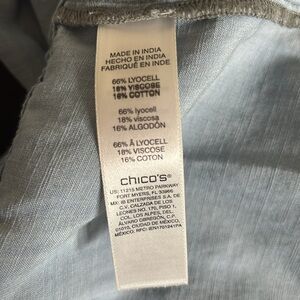 MADE IN INDIA
HECHO EN INDIA
FABRIQUÉ EN INDE
66% LYOCELL
18% VISCOSE
16% COTTON
66% lyocell
18% viscosa
16% ALGODÓN
66% Â LYOCELL
18% VISCOSE
16% COTON
chico's®
US: 11215 METRO PARKWAY
FORT MYERS, FL 33966
MX: IB ENTERPRISES S.A. DE
C.V. CALZADA DE LOS
LEONES NO. 170, PISO 1,
COL. LOS ALPES, DEL.
ÁLVARO OBREGÓN, C.P.
01010, CIUDAD DE MÉXICO,
MÉXICO. RFC: